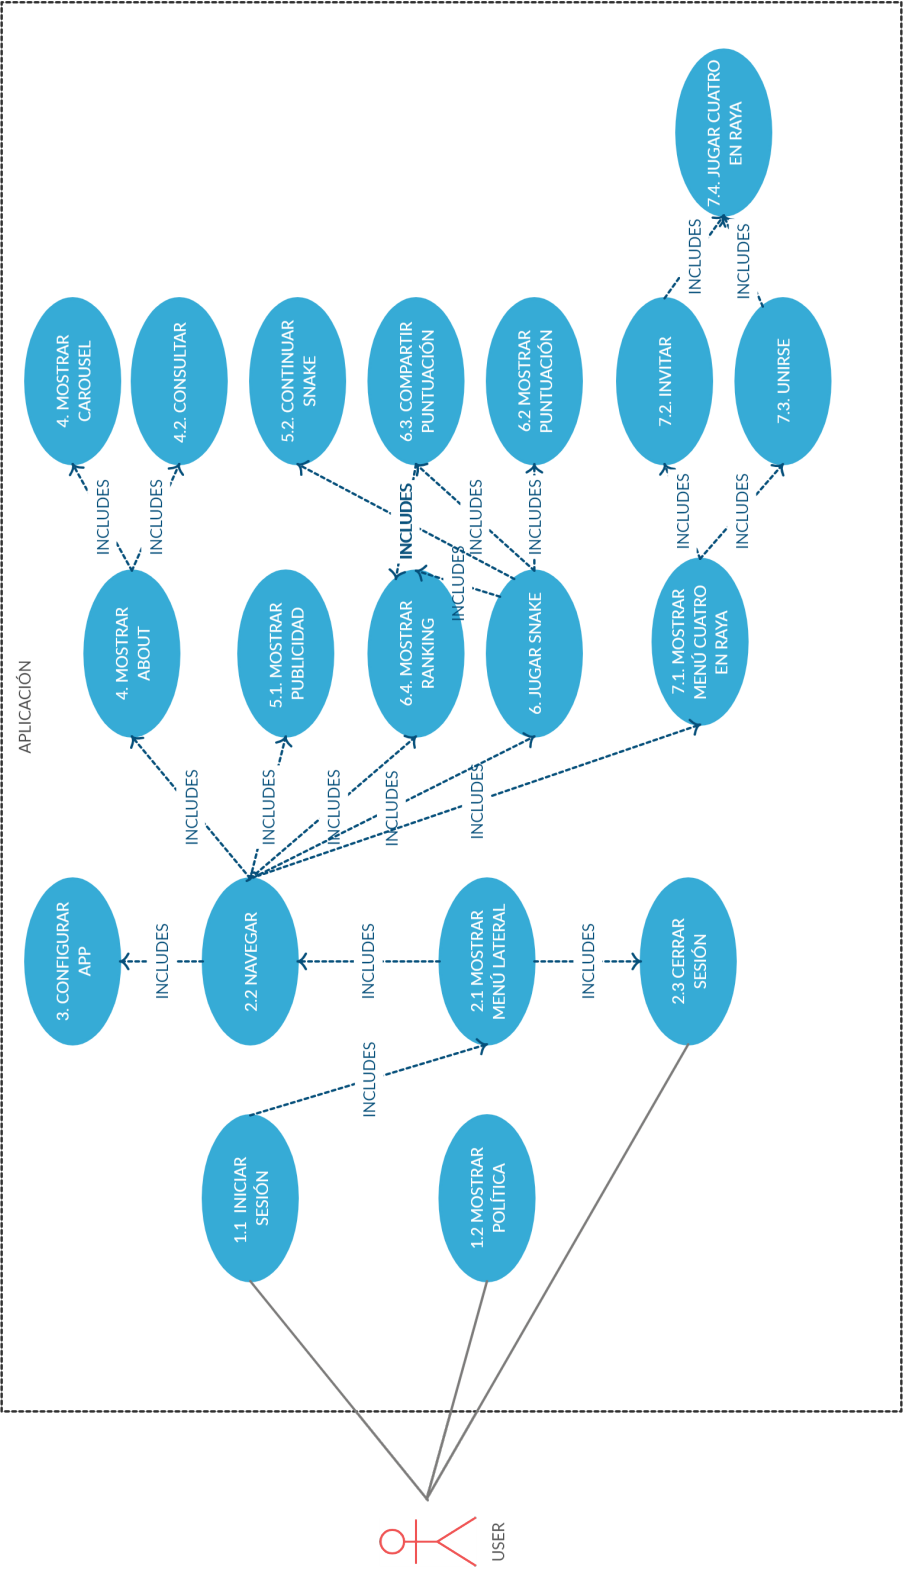 APLICACIÓN
USER
1.1 INICIAR
SESIÓN
1.2 MOSTRAR
POLÍTICA
INCLUDES
3. CONFIGURAR
APP
INCLUDES
2.2 NAVEGAR
INCLUDES
2.1 MOSTRAR
MENÚ LATERAL
INCLUDES
2.3 CERRAR
SESIÓN
INCLUDES
INCLUDES
INCLUDES
INCLUDES
INCLUDES
4. MOSTRAR
ABOUT
5.1. MOSTRAR
PUBLICIDAD
6.4. MOSTRAR
RANKING
6. JUGAR SNAKE
7.1. MOSTRAR
MENÚ CUATRO
EN RAYA
INCLUDES
INCLUDES
INCLUDES
INCLUDES
INCLUDES
INCLUDES
INCLUDES
INCLUDES
4. MOSTRAR
CAROUSEL
4.2. CONSULTAR
5.2. CONTINUAR
SNAKE
6.3. COMPARTIR
PUNTUACIÓN
6.2 MOSTRAR
PUNTUACIÓN
7.2. INVITAR
7.3. UNIRSE
INCLUDES
INCLUDES
7.4. JUGAR CUATRO
EN RAYA